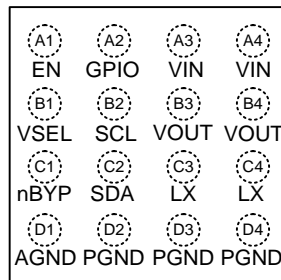 A1 A2 A3 A4
EN GPIO VIN VIN
B1 B2 B3 B4
VSEL SCL VOUT VOUT
C1 C2 C3 C4
nBYP SDA LX LX
D1 D2 D3 D4
AGND PGND PGND PGND